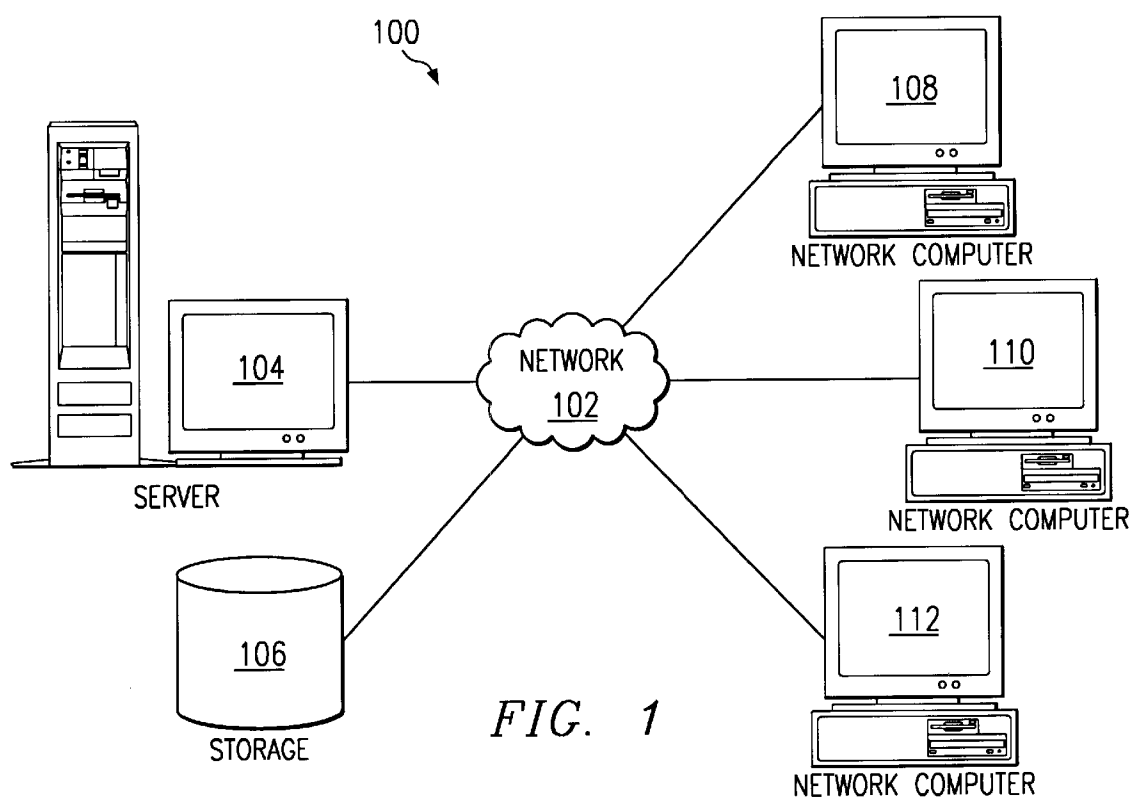 100
108
NETWORK COMPUTER
104
SERVER
NETWORK
102
110
NETWORK COMPUTER
106
STORAGE
112
NETWORK COMPUTER
FIG. 1